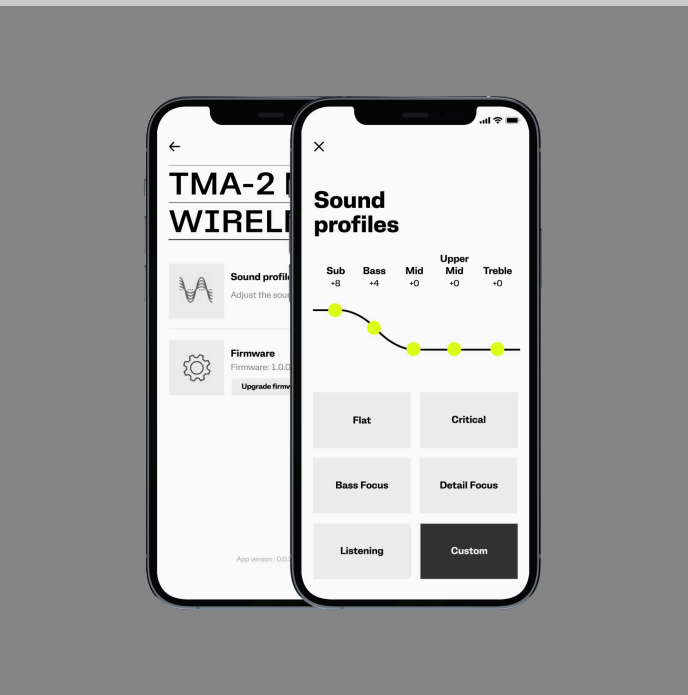 TMA-2
WIREL
Sound profile
Adjust the sou
Firmware
Firmware: 1.0.0
Upgrade firmw
App version : 0.0.
Sound
profiles
Sub
+8
Bass
+4
Mid
+0
Upper
Mid
+0
Treble
+0
Flat
Critical
Bass Focus
Detail Focus
Listening
Custom